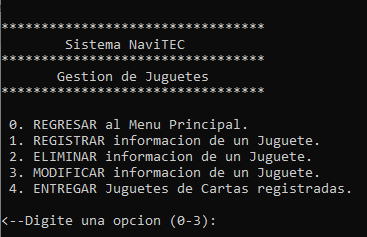 *********************************
Sistema NaviTEC
*********************************
Gestion de Juguetes
*********************************
0. REGRESAR al Menu Principal.
1. REGISTRAR informacion de un Juguete.
2. ELIMINAR informacion de un Juguete.
3. MODIFICAR informacion de un Juguete.
4. ENTREGAR Juguetes de Cartas registradas.
<--Digite una opcion (0-3):